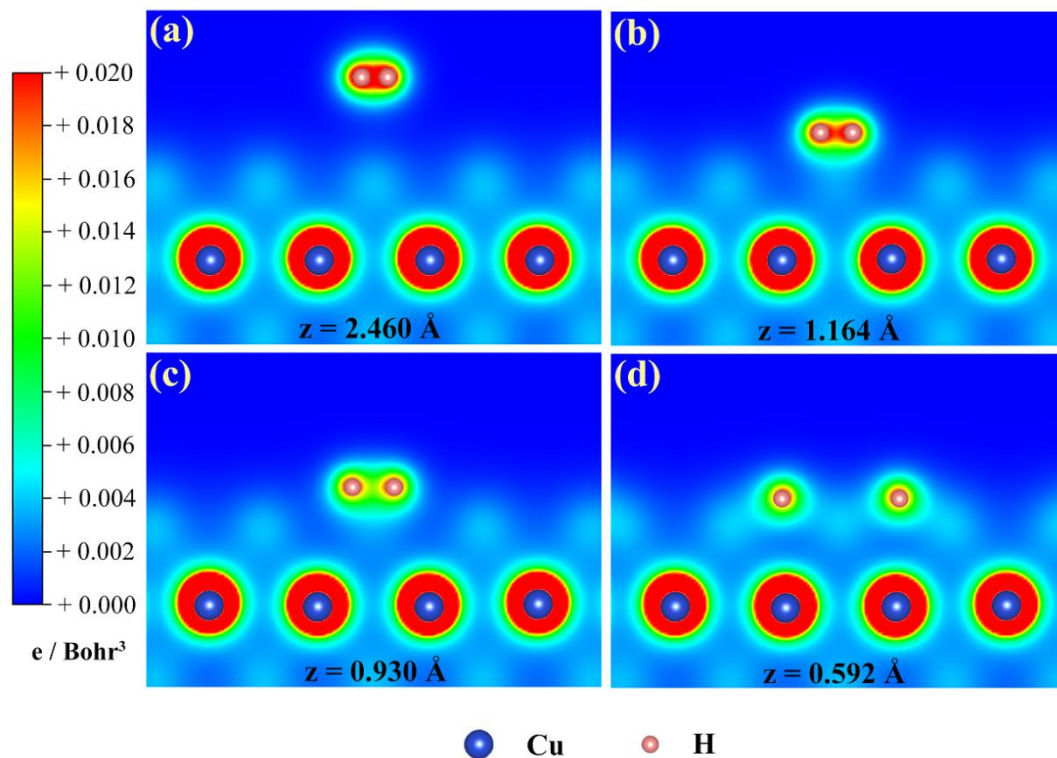 (a)
(b)
+ 0.020
+ 0.018
+ 0.016
+ 0.014
+ 0.012
+ 0.010
+ 0.008
+ 0.006
+ 0.004
+ 0.002
+ 0.000
e / Bohr³
z = 2.460 Å
z = 1.164 Å
(c)
(d)
z = 0.930 Å
z = 0.592 Å
Cu
H